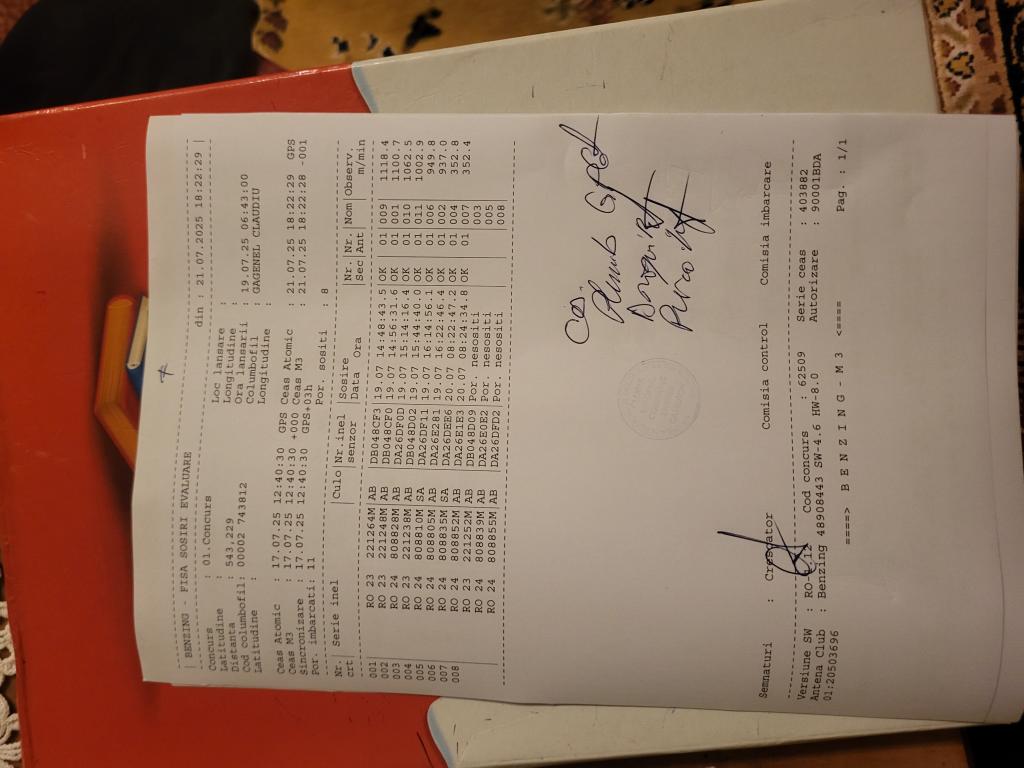 | BENZING - FISA SOSIRI EVALUARE din : 21.07.2025 18:22:29 |
Concurs : 01.Concurs Loc lansare :
Latitudine : Longitudine :
Distanta : 543,229 Ora lansarii : 19.07.25 06:43:00
Cod columbofil: 00002 743812 Columbofil : GAGENEL CLAUDIU
Latitudine : Longitudine :
Ceas Atomic : 17.07.25 12:40:30 GPS Ceas Atomic : 21.07.25 18:22:29 GPS
Ceas M3 : 17.07.25 12:40:30 +000 Ceas M3 : 21.07.25 18:22:28 -001
Sincronizare : 17.07.25 12:40:30 GPS+03h
Por. imbarcati: 11 Por. sositi : 8
Nr.| Serie inel |Culo|Nr.inel |Sosire |Nr.|Nr.|Nom|Observ.
crt| | |senzor |Data Ora |Sec|Ant| | m/min
001 | RO 23 221264M|AB |DB048CF3|19.07 14:48:43.5|OK | 01|009| 1118.4
002 | RO 23 221248M|AB |DB048CF0|19.07 14:56:31.6|OK | 01|001| 1100.7
003 | RO 24 808828M|AB |DA26DF0D|19.07 15:14:16.4|OK | 01|010| 1062.5
004 | RO 23 221238M|AB |DB048D02|19.07 15:44:40.0|OK | 01|011| 1002.9
005 | RO 24 808810M|SA |DA26DF11|19.07 16:14:56.1|OK | 01|006| 949.8
006 | RO 24 808805M|AB |DA26E281|19.07 16:22:46.4|OK | 01|002| 937.0
007 | RO 24 808835M|SA |DA26DEE6|20.07 08:22:47.2|OK | 01|004| 352.8
008 | RO 24 808852M|AB |DA26E1E3|20.07 08:24:34.8|OK | 01|007| 352.4
| RO 23 221252M|AB |DB048D09|Por. nesositi | | |003|
| RO 24 808839M|AB |DA26E0E2|Por. nesositi | | |005|
| RO 24 808855M|AB |DA26DFD2|Por. nesositi | | |008|
Semnaturi : Crescator Comisia control Comisia imbarcare
Versiune SW : Cod concurs : 62509 Serie ceas : 403882
Antena Club : Benzing 48908443 SW-4.6 HW-8.0 Autorizare : 90001BDA
01:20503696
====> B E N Z I N G - M 3 <==== Pag. : 1/1